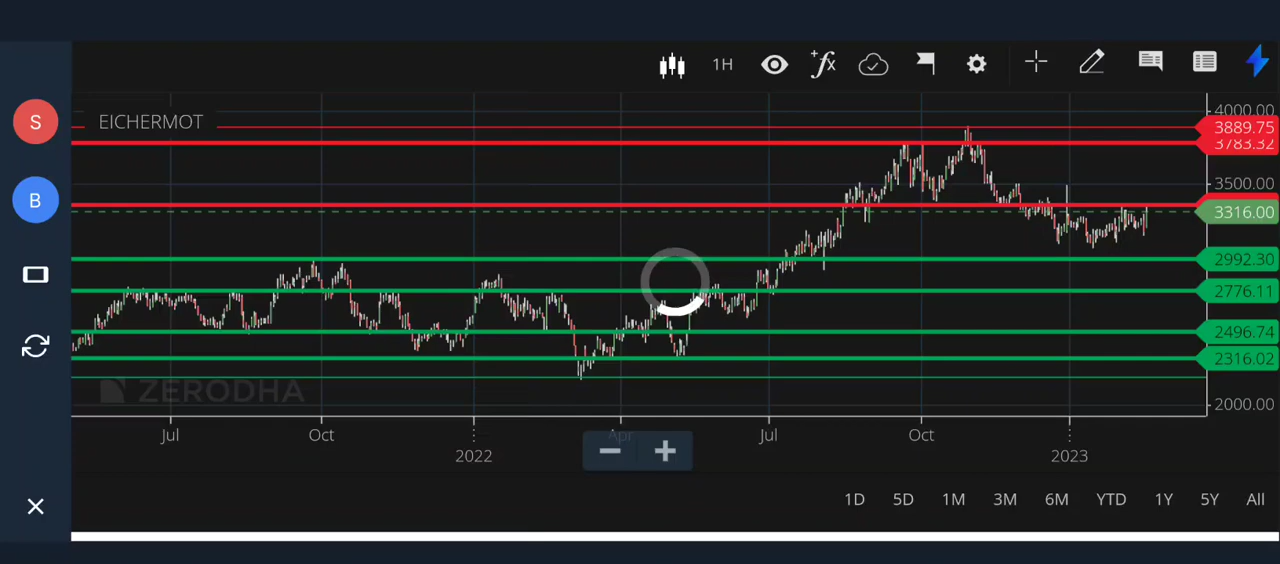 1H
+fx
S
EICHERMOT
4000.00
3889.75
3783.32
B
3500.00
3316.00
2992.30
2776.11
2496.74
2316.02
ZERODHA
2000.00
Jul Oct Apr Jul Oct
2022 2023
− +
1D 5D 1M 3M 6M YTD 1Y 5Y All